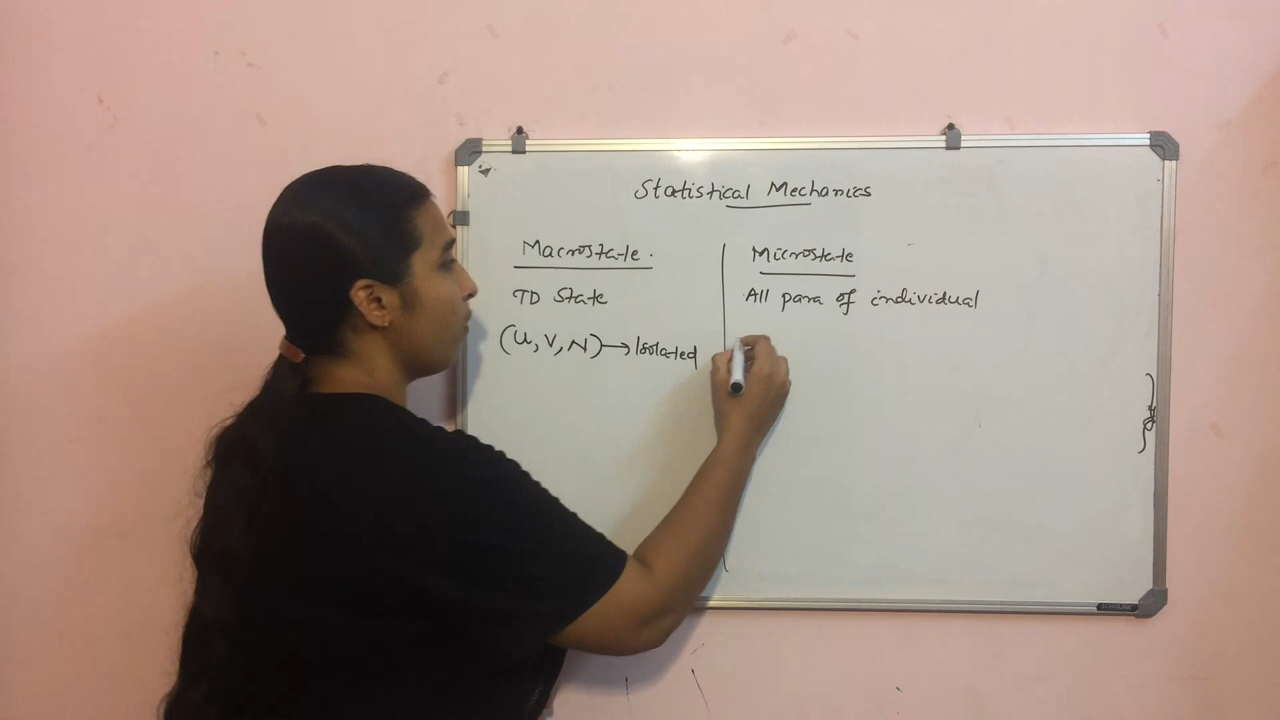 Statistical Mechanics
Macrostate.
TD State
(U, V, N) → Isolated
Microstate
All para of individual